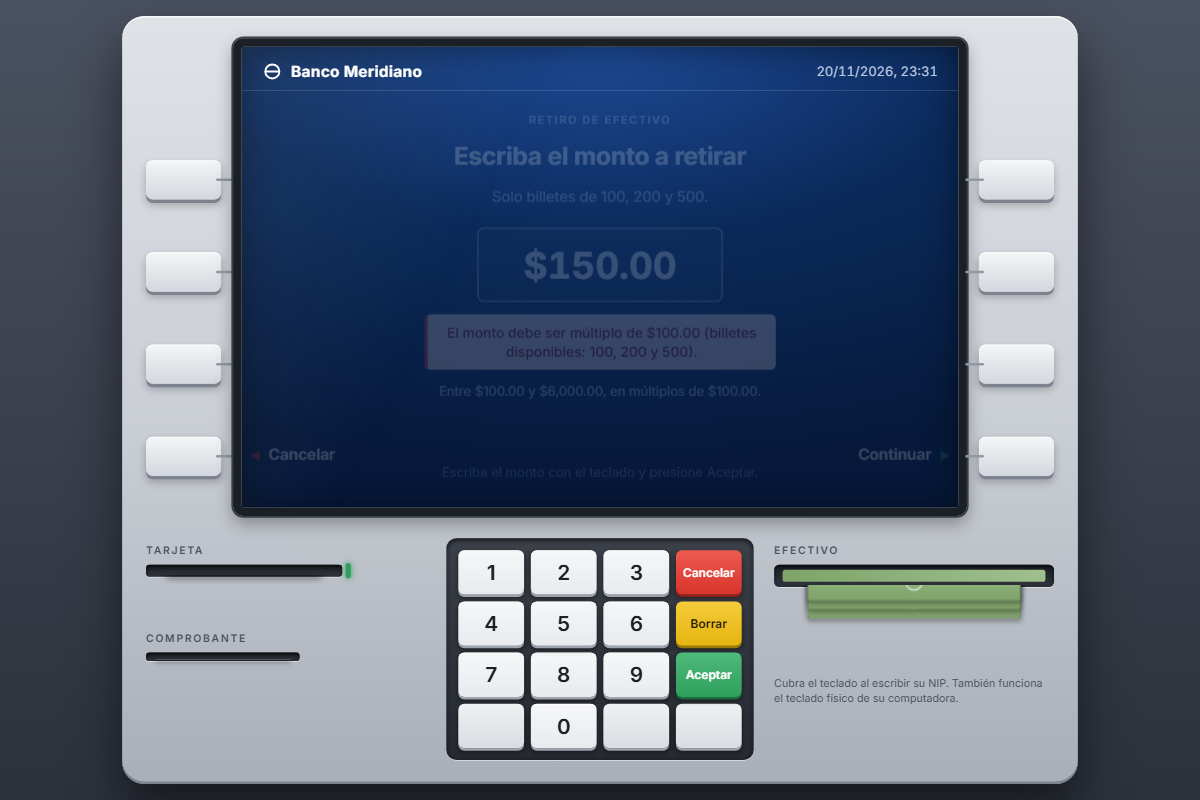 Banco Meridiano
20/11/2026, 23:31
RETIRO DE EFECTIVO
Escriba el monto a retirar
Solo billetes de 100, 200 y 500.
$150.00
El monto debe ser múltiplo de $100.00 (billetes
disponibles: 100, 200 y 500).
Entre $100.00 y $6,000.00, en múltiplos de $100.00.
◄ Cancelar
Continuar ►
Escriba el monto con el teclado y presione Aceptar.
TARJETA
COMPROBANTE
1 2 3 Cancelar
4 5 6 Borrar
7 8 9 Aceptar
0
EFECTIVO
Cubra el teclado al escribir su NIP. También funciona
el teclado físico de su computadora.